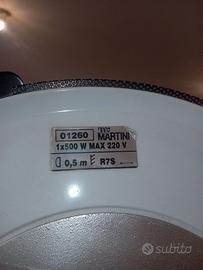 01260
MARTINI
1x500 W MAX 220 V
0,5 m
R7S
subito